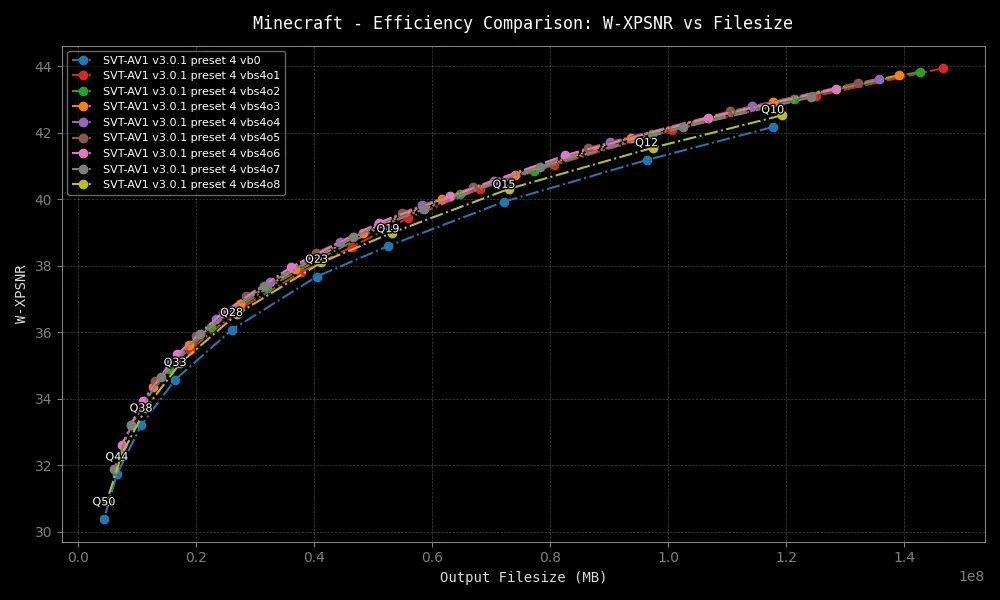 Minecraft - Efficiency Comparison: W-XPSNR vs Filesize
SVT-AV1 v3.0.1 preset 4 vb0
SVT-AV1 v3.0.1 preset 4 vbs4o1
SVT-AV1 v3.0.1 preset 4 vbs4o2
SVT-AV1 v3.0.1 preset 4 vbs4o3
SVT-AV1 v3.0.1 preset 4 vbs4o4
SVT-AV1 v3.0.1 preset 4 vbs4o5
SVT-AV1 v3.0.1 preset 4 vbs4o6
SVT-AV1 v3.0.1 preset 4 vbs4o7
SVT-AV1 v3.0.1 preset 4 vbs4o8
44
42
40
38
36
34
32
30
W-XPSNR
Q10
Q12
Q15
Q19
Q23
Q28
Q33
Q38
Q44
Q50
0.0 0.2 0.4 0.6 0.8 1.0 1.2 1.4
1e8
Output Filesize (MB)